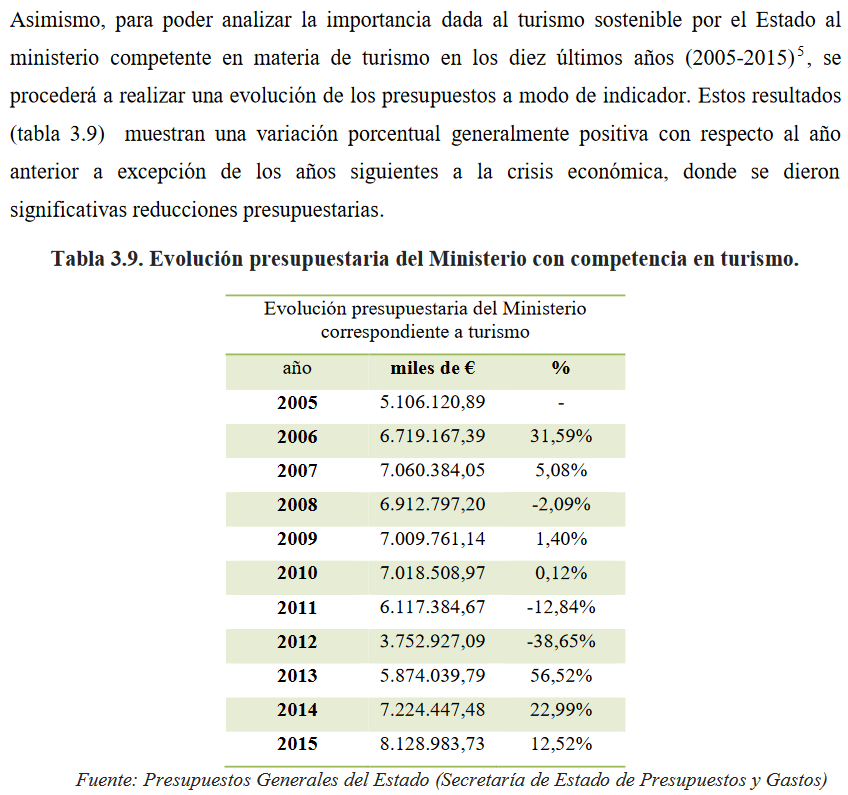 Asimismo, para poder analizar la importancia dada al turismo sostenible por el Estado al
ministerio competente en materia de turismo en los diez últimos años (2005-2015)5, se
procederá a realizar una evolución de los presupuestos a modo de indicador. Estos resultados
(tabla 3.9) muestran una variación porcentual generalmente positiva con respecto al año
anterior a excepción de los años siguientes a la crisis económica, donde se dieron
significativas reducciones presupuestarias.
Tabla 3.9. Evolución presupuestaria del Ministerio con competencia en turismo.
Evolución presupuestaria del Ministerio
correspondiente a turismo
año miles de € %
2005 5.106.120,89 -
2006 6.719.167,39 31,59%
2007 7.060.384,05 5,08%
2008 6.912.797,20 -2,09%
2009 7.009.761,14 1,40%
2010 7.018.508,97 0,12%
2011 6.117.384,67 -12,84%
2012 3.752.927,09 -38,65%
2013 5.874.039,79 56,52%
2014 7.224.447,48 22,99%
2015 8.128.983,73 12,52%
Fuente: Presupuestos Generales del Estado (Secretaría de Estado de Presupuestos y Gastos)